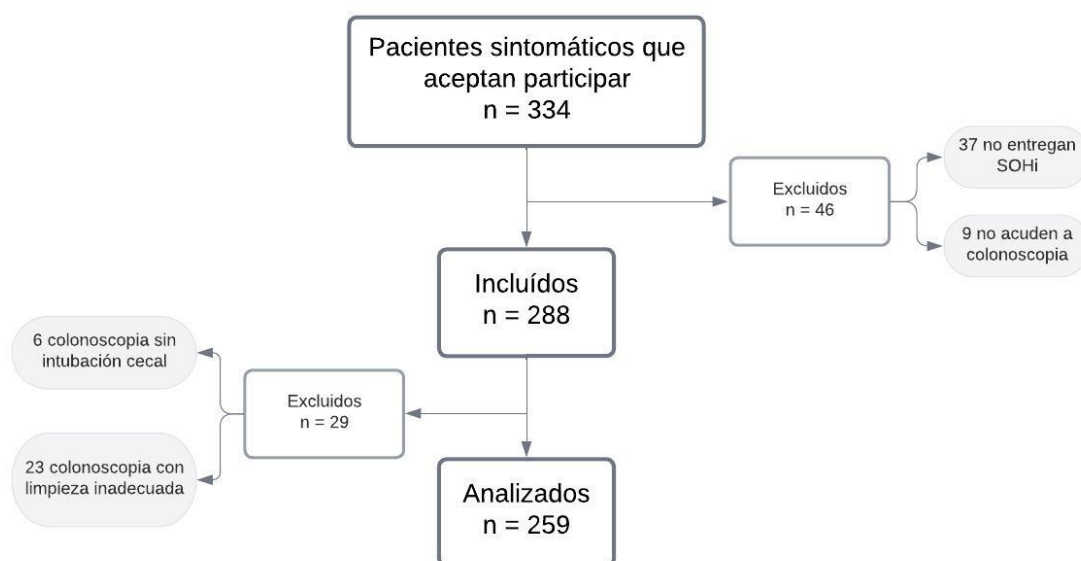 Pacientes sintomáticos que
aceptan participar
n = 334
37 no entregan
SOHi
Excluidos
n = 46
9 no acuden a
colonoscopia
Incluídos
n = 288
6 colonoscopia sin
intubación cecal
Excluidos
n = 29
23 colonoscopia con
limpieza inadecuada
Analizados
n = 259